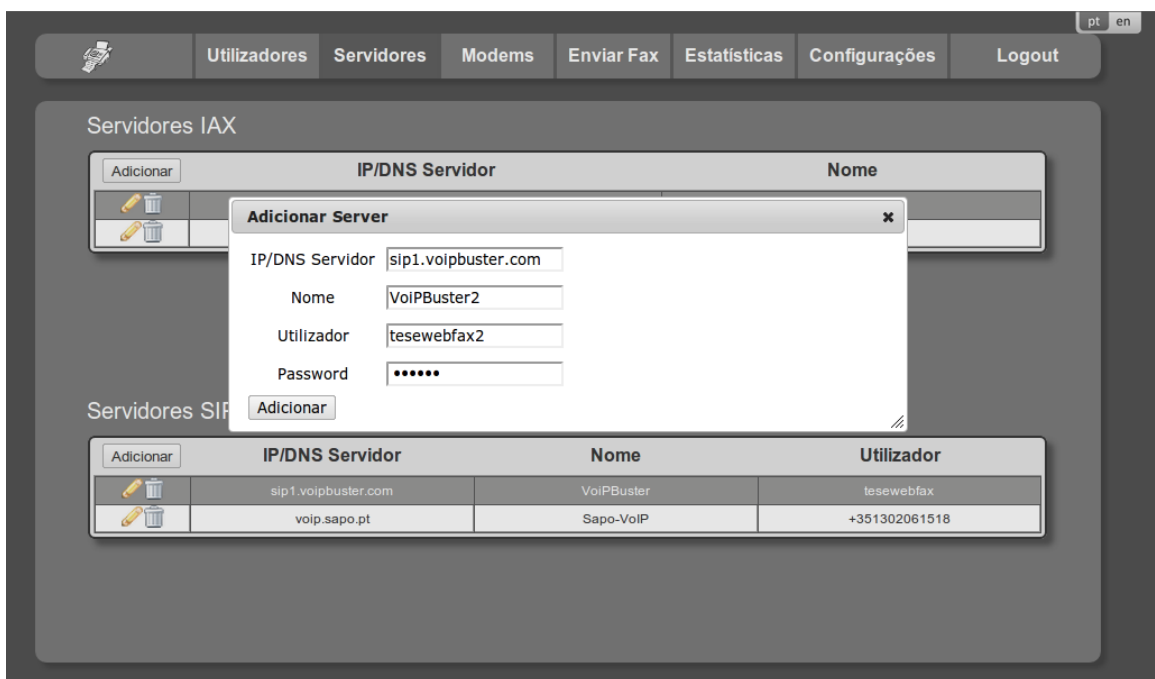 pt en
Utilizadores Servidores Modems Enviar Fax Estatísticas Configurações Logout
Servidores IAX
Adicionar IP/DNS Servidor Nome
Adicionar Server
IP/DNS Servidor sip1.voipbuster.com
Nome VoiPBuster2
Utilizador tesewebfax2
Password ••••••
Adicionar
Servidores SIP
Adicionar IP/DNS Servidor Nome Utilizador
sip1.voipbuster.com VoiPBuster tesewebfax
voip.sapo.pt Sapo-VoIP +351302061518